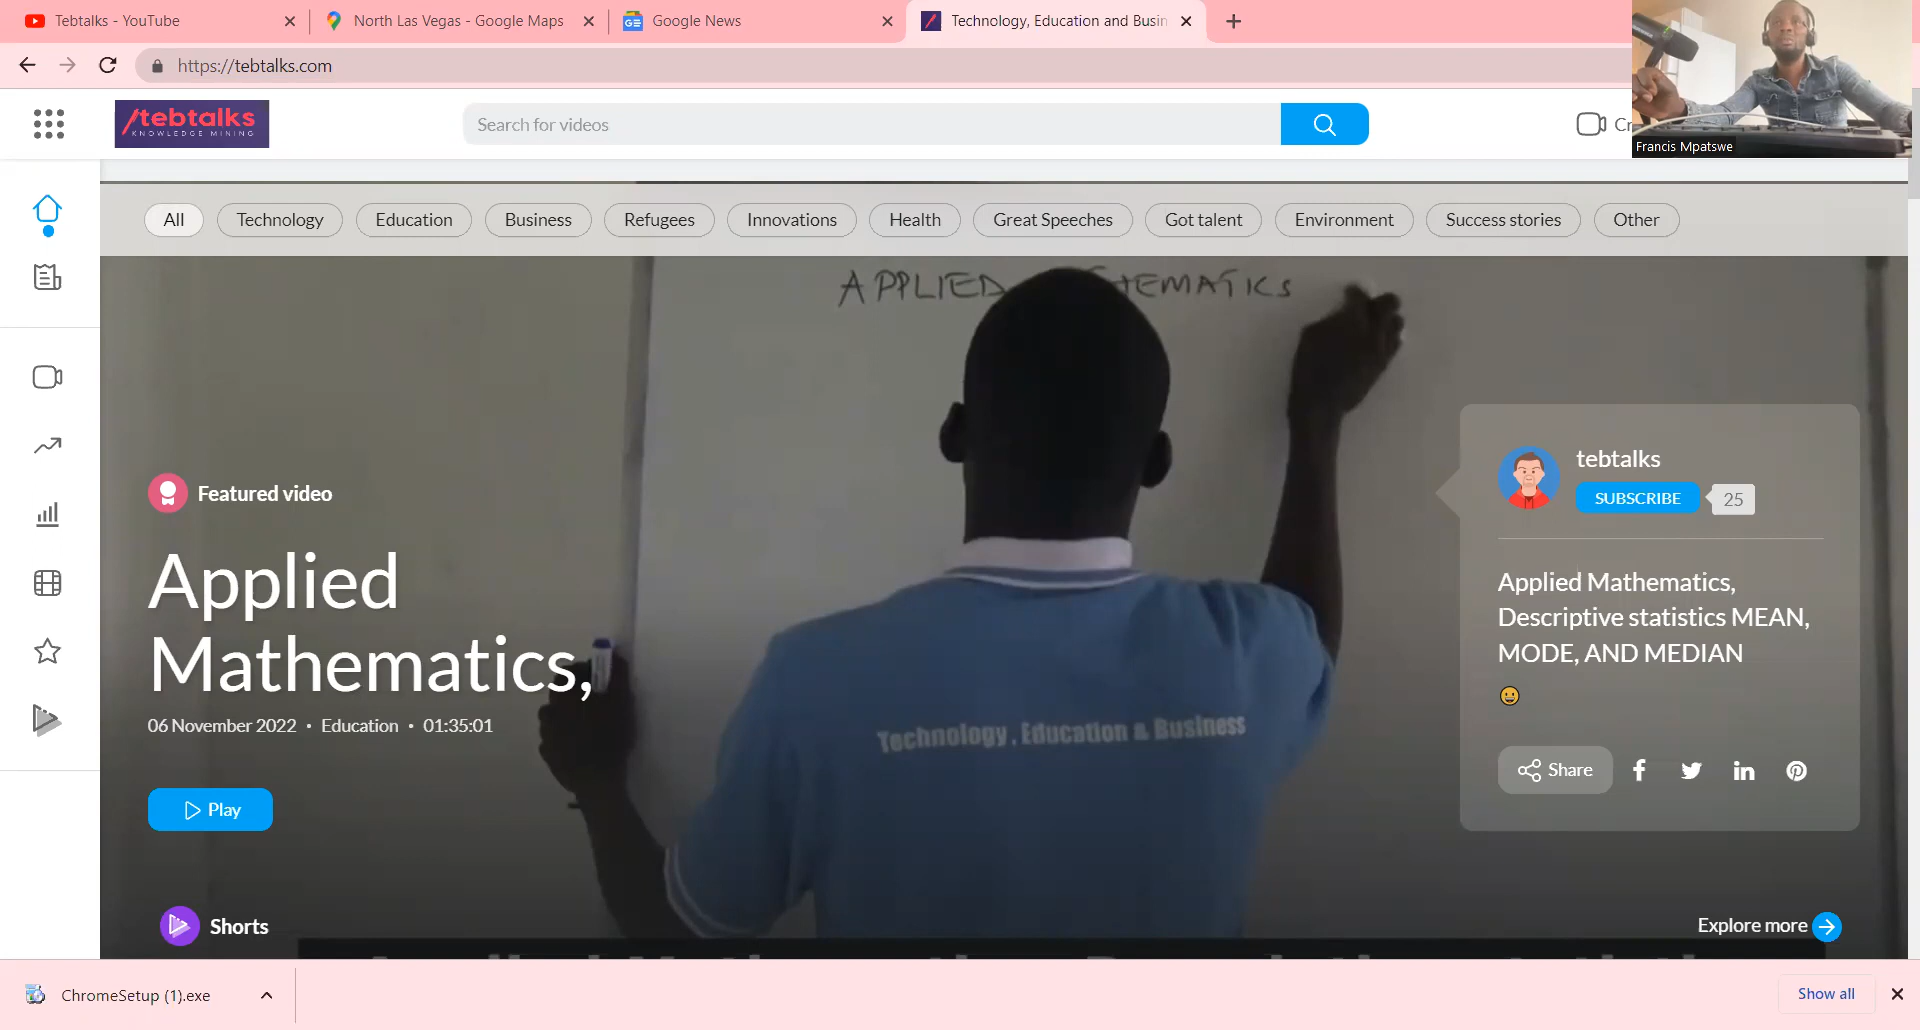 Tebtalks - YouTube
North Las Vegas - Google Maps
Google News
Technology, Education and Busin
https://tebtalks.com
/tebtalks
KNOWLEDGE MINING
Search for videos
Francis Mpatswe
All
Technology
Education
Business
Refugees
Innovations
Health
Great Speeches
Got talent
Environment
Success stories
Other
APPLIED
Featured video
Applied
Mathematics,
06 November 2022 • Education • 01:35:01
Play
Technology , Education & Business
tebtalks
SUBSCRIBE
25
Applied Mathematics,
Descriptive statistics MEAN,
MODE, AND MEDIAN
Share
Shorts
Explore more
ChromeSetup (1).exe
Show all